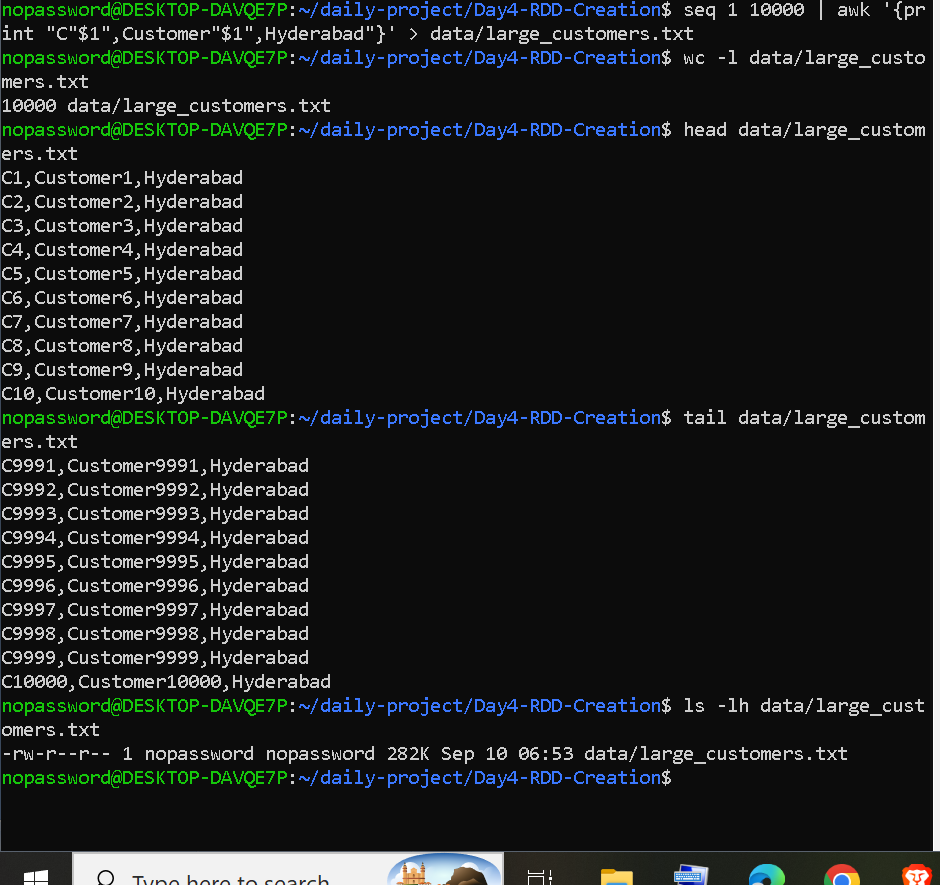 nopassword@DESKTOP-DAVQE7P:~/daily-project/Day4-RDD-Creation$ seq 1 10000 | awk '{pr
int "C"$1",Customer"$1",Hyderabad"}' > data/large_customers.txt
nopassword@DESKTOP-DAVQE7P:~/daily-project/Day4-RDD-Creation$ wc -l data/large_custo
mers.txt
10000 data/large_customers.txt
nopassword@DESKTOP-DAVQE7P:~/daily-project/Day4-RDD-Creation$ head data/large_custom
ers.txt
C1,Customer1,Hyderabad
C2,Customer2,Hyderabad
C3,Customer3,Hyderabad
C4,Customer4,Hyderabad
C5,Customer5,Hyderabad
C6,Customer6,Hyderabad
C7,Customer7,Hyderabad
C8,Customer8,Hyderabad
C9,Customer9,Hyderabad
C10,Customer10,Hyderabad
nopassword@DESKTOP-DAVQE7P:~/daily-project/Day4-RDD-Creation$ tail data/large_custom
ers.txt
C9991,Customer9991,Hyderabad
C9992,Customer9992,Hyderabad
C9993,Customer9993,Hyderabad
C9994,Customer9994,Hyderabad
C9995,Customer9995,Hyderabad
C9996,Customer9996,Hyderabad
C9997,Customer9997,Hyderabad
C9998,Customer9998,Hyderabad
C9999,Customer9999,Hyderabad
C10000,Customer10000,Hyderabad
nopassword@DESKTOP-DAVQE7P:~/daily-project/Day4-RDD-Creation$ ls -lh data/large_cust
omers.txt
-rw-r--r-- 1 nopassword nopassword 282K Sep 10 06:53 data/large_customers.txt
nopassword@DESKTOP-DAVQE7P:~/daily-project/Day4-RDD-Creation$
Type here to search